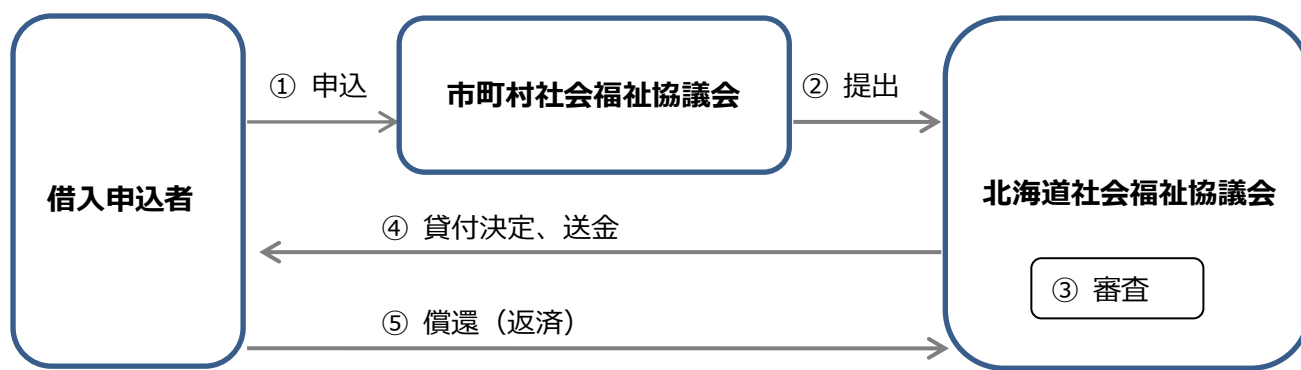 ① 申込
市町村社会福祉協議会
② 提出
借入申込者
北海道社会福祉協議会
④ 貸付決定、送金
③ 審査
⑤ 償還（返済）